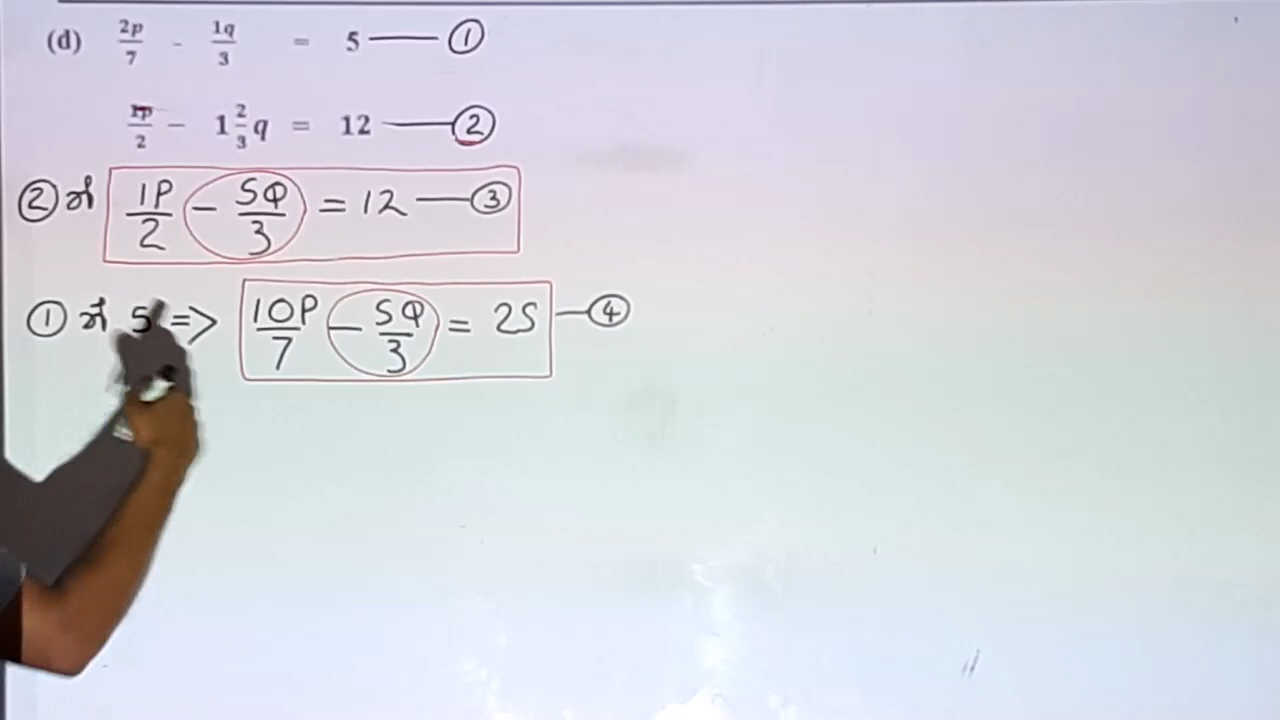 (d) 2p/7 - 1q/3 = 5 —— ①
1p/2 - 1 2/3 q = 12 —— ②
② 1P/2 - 5Q/3 = 12 —— ③
① 5 => 10P/7 - 5Q/3 = 25 — ④